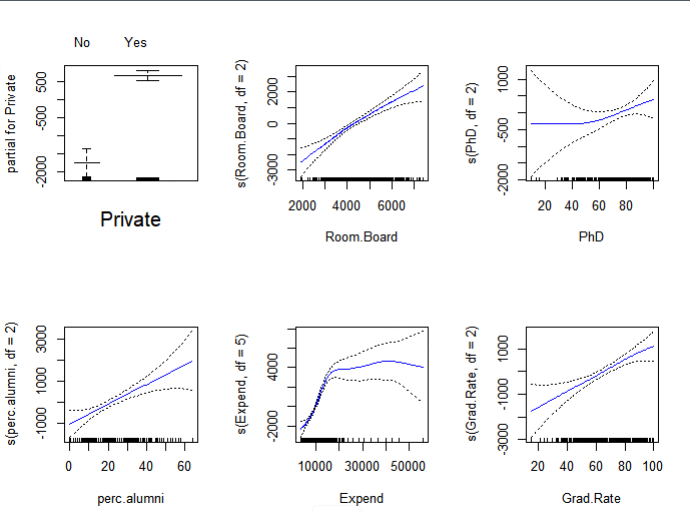 No Yes
partial for Private
-2000
-500
500
Private
s(Room.Board, df = 2)
-3000
0
2000
2000 4000 6000
Room.Board
s(PhD, df = 2)
-2000
-500
1000
20 40 60 80
PhD
s(perc.alumni, df = 2)
-1000
1000
3000
0 20 40 60
perc.alumni
s(Expend, df = 5)
-2000
4000
10000 30000 50000
Expend
s(Grad.Rate, df = 2)
-3000
-1000
1000
20 40 60 80 100
Grad.Rate